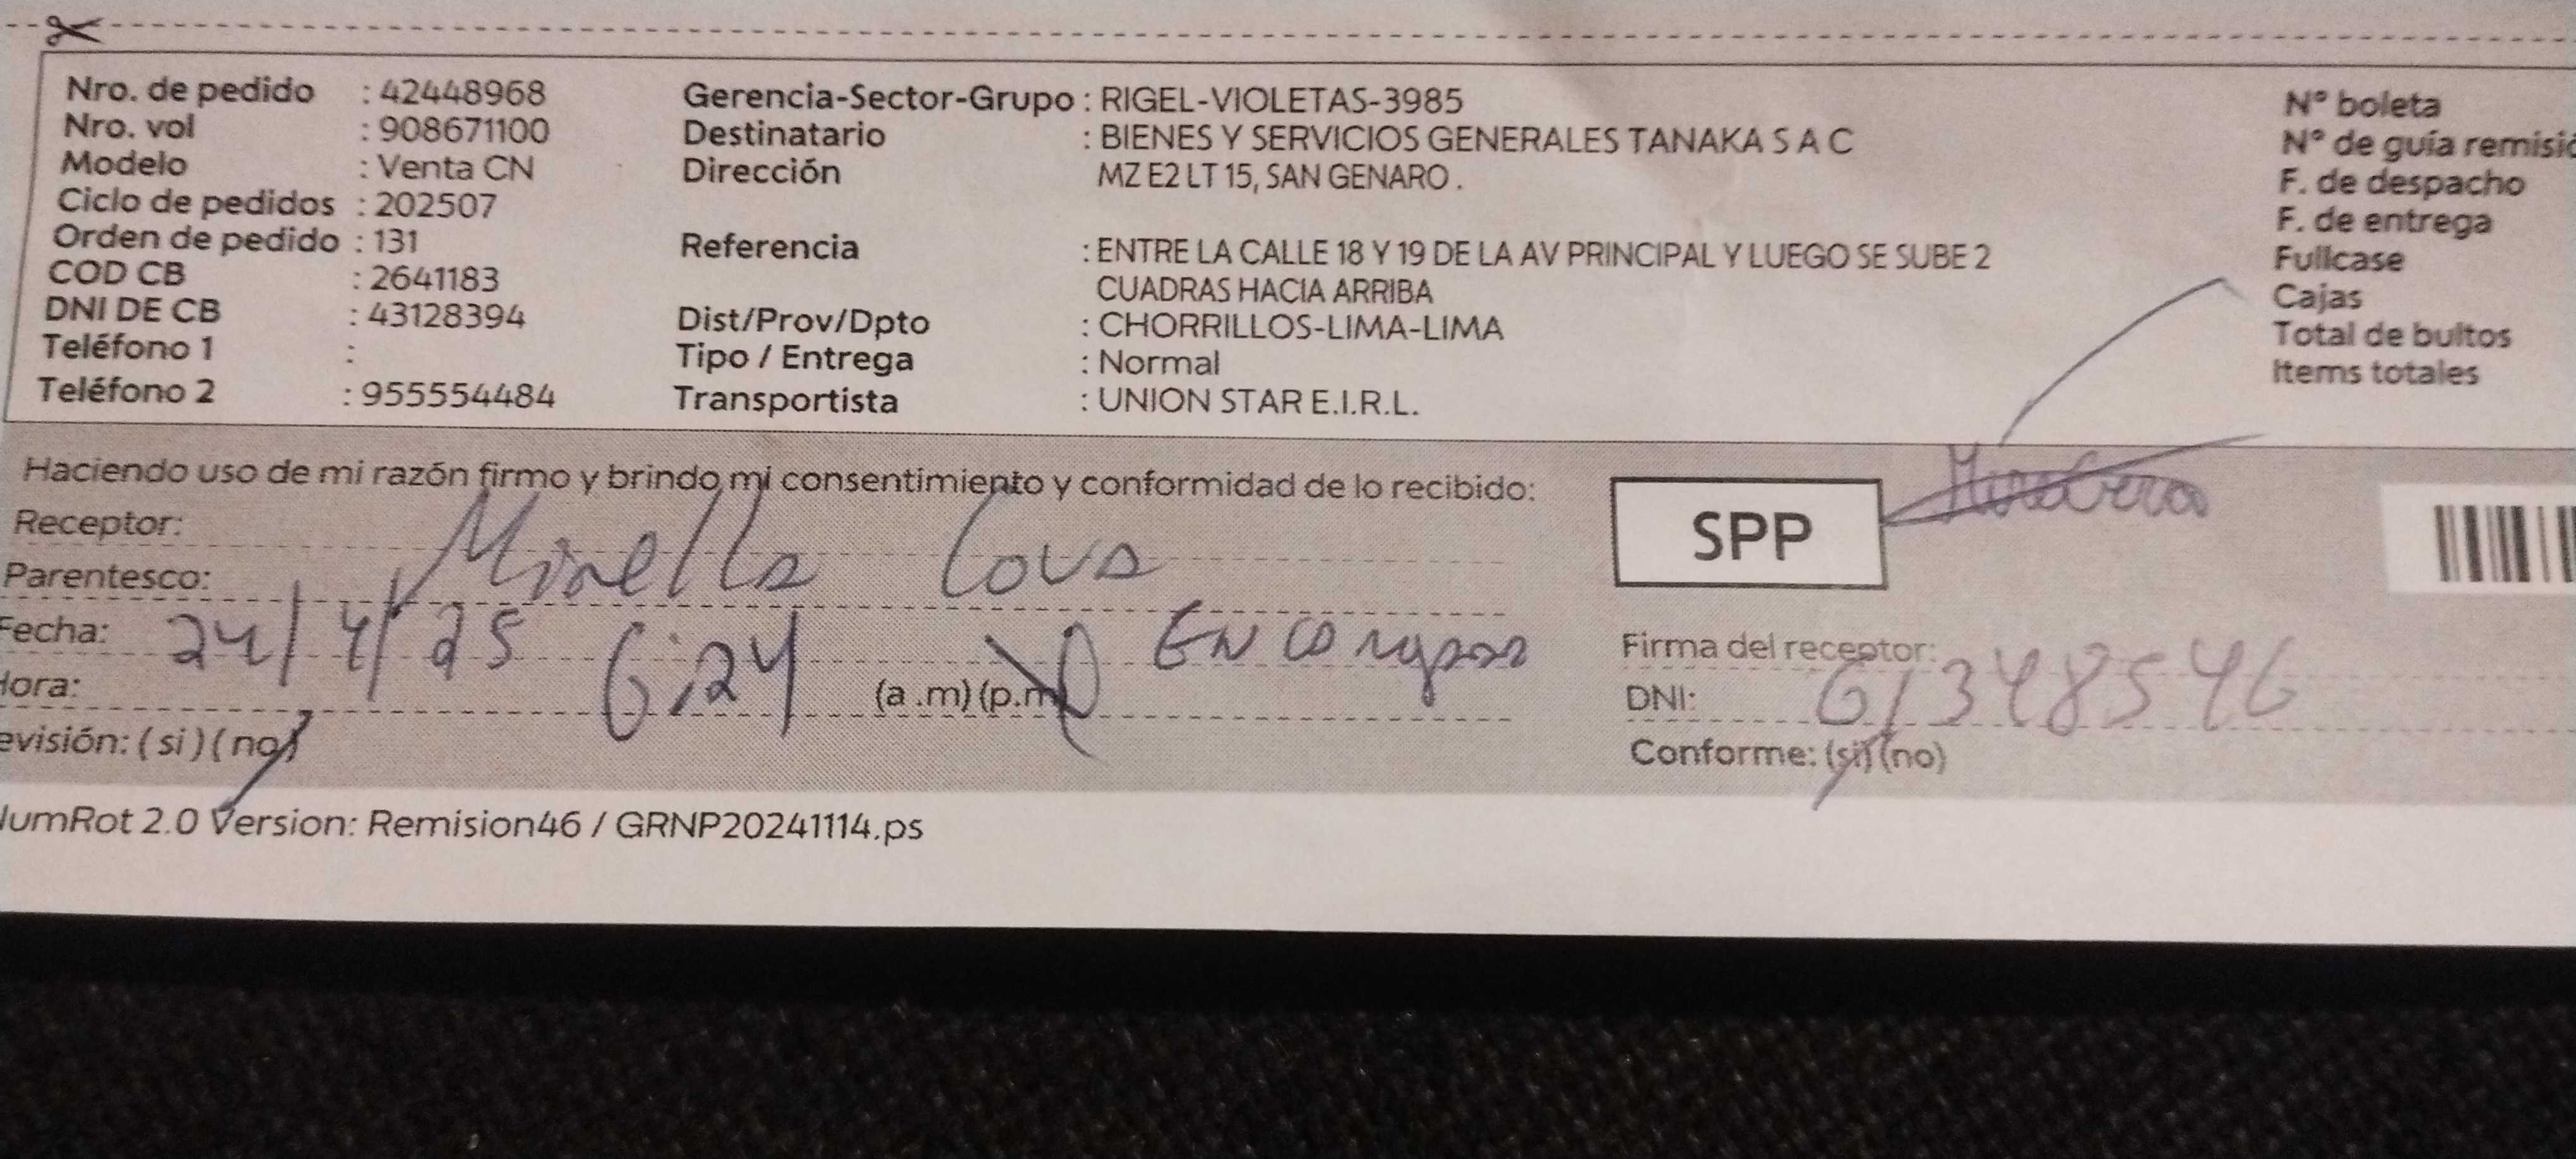 Nro. de pedido : 42448968
Nro. vol : 908671100
Modelo : Venta CN
Ciclo de pedidos : 202507
Orden de pedido : 131
COD CB : 2641183
DNI DE CB : 43128394
Teléfono 1 :
Teléfono 2 : 955554484
Gerencia-Sector-Grupo : RIGEL-VIOLETAS-3985
Destinatario : BIENES Y SERVICIOS GENERALES TANAKA S A C
Dirección MZ E2 LT 15, SAN GENARO .
Referencia : ENTRE LA CALLE 18 Y 19 DE LA AV PRINCIPAL Y LUEGO SE SUBE 2
CUADRAS HACIA ARRIBA
Dist/Prov/Dpto : CHORRILLOS-LIMA-LIMA
Tipo / Entrega : Normal
Transportista : UNION STAR E.I.R.L.
N° boleta
N° de guía remisió
F. de despacho
F. de entrega
Fullcase
Cajas
Total de bultos
Items totales
Haciendo uso de mi razón firmo y brindo mi consentimiento y conformidad de lo recibido:
Receptor: Mirella Cova
Parentesco:
Fecha: 24/4/25
Hora: 6:24 (a .m) (p.m)
evisión: ( si ) ( no)
SPP
Firma del receptor:
DNI: 61348546
Conforme: (si) (no)
NumRot 2.0 Version: Remision46 / GRNP20241114.ps